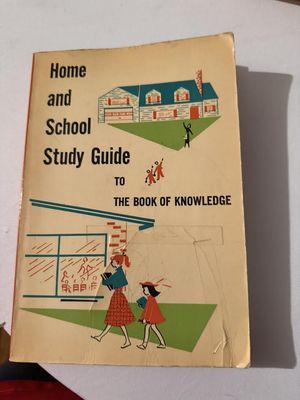 Home
and
School
Study Guide
TO
THE BOOK OF KNOWLEDGE